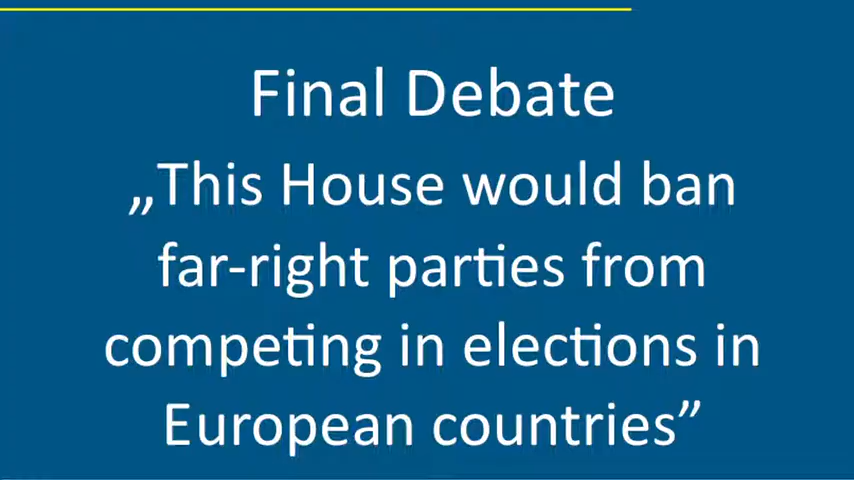 Final Debate
„This House would ban
far-right parties from
competing in elections in
European countries”